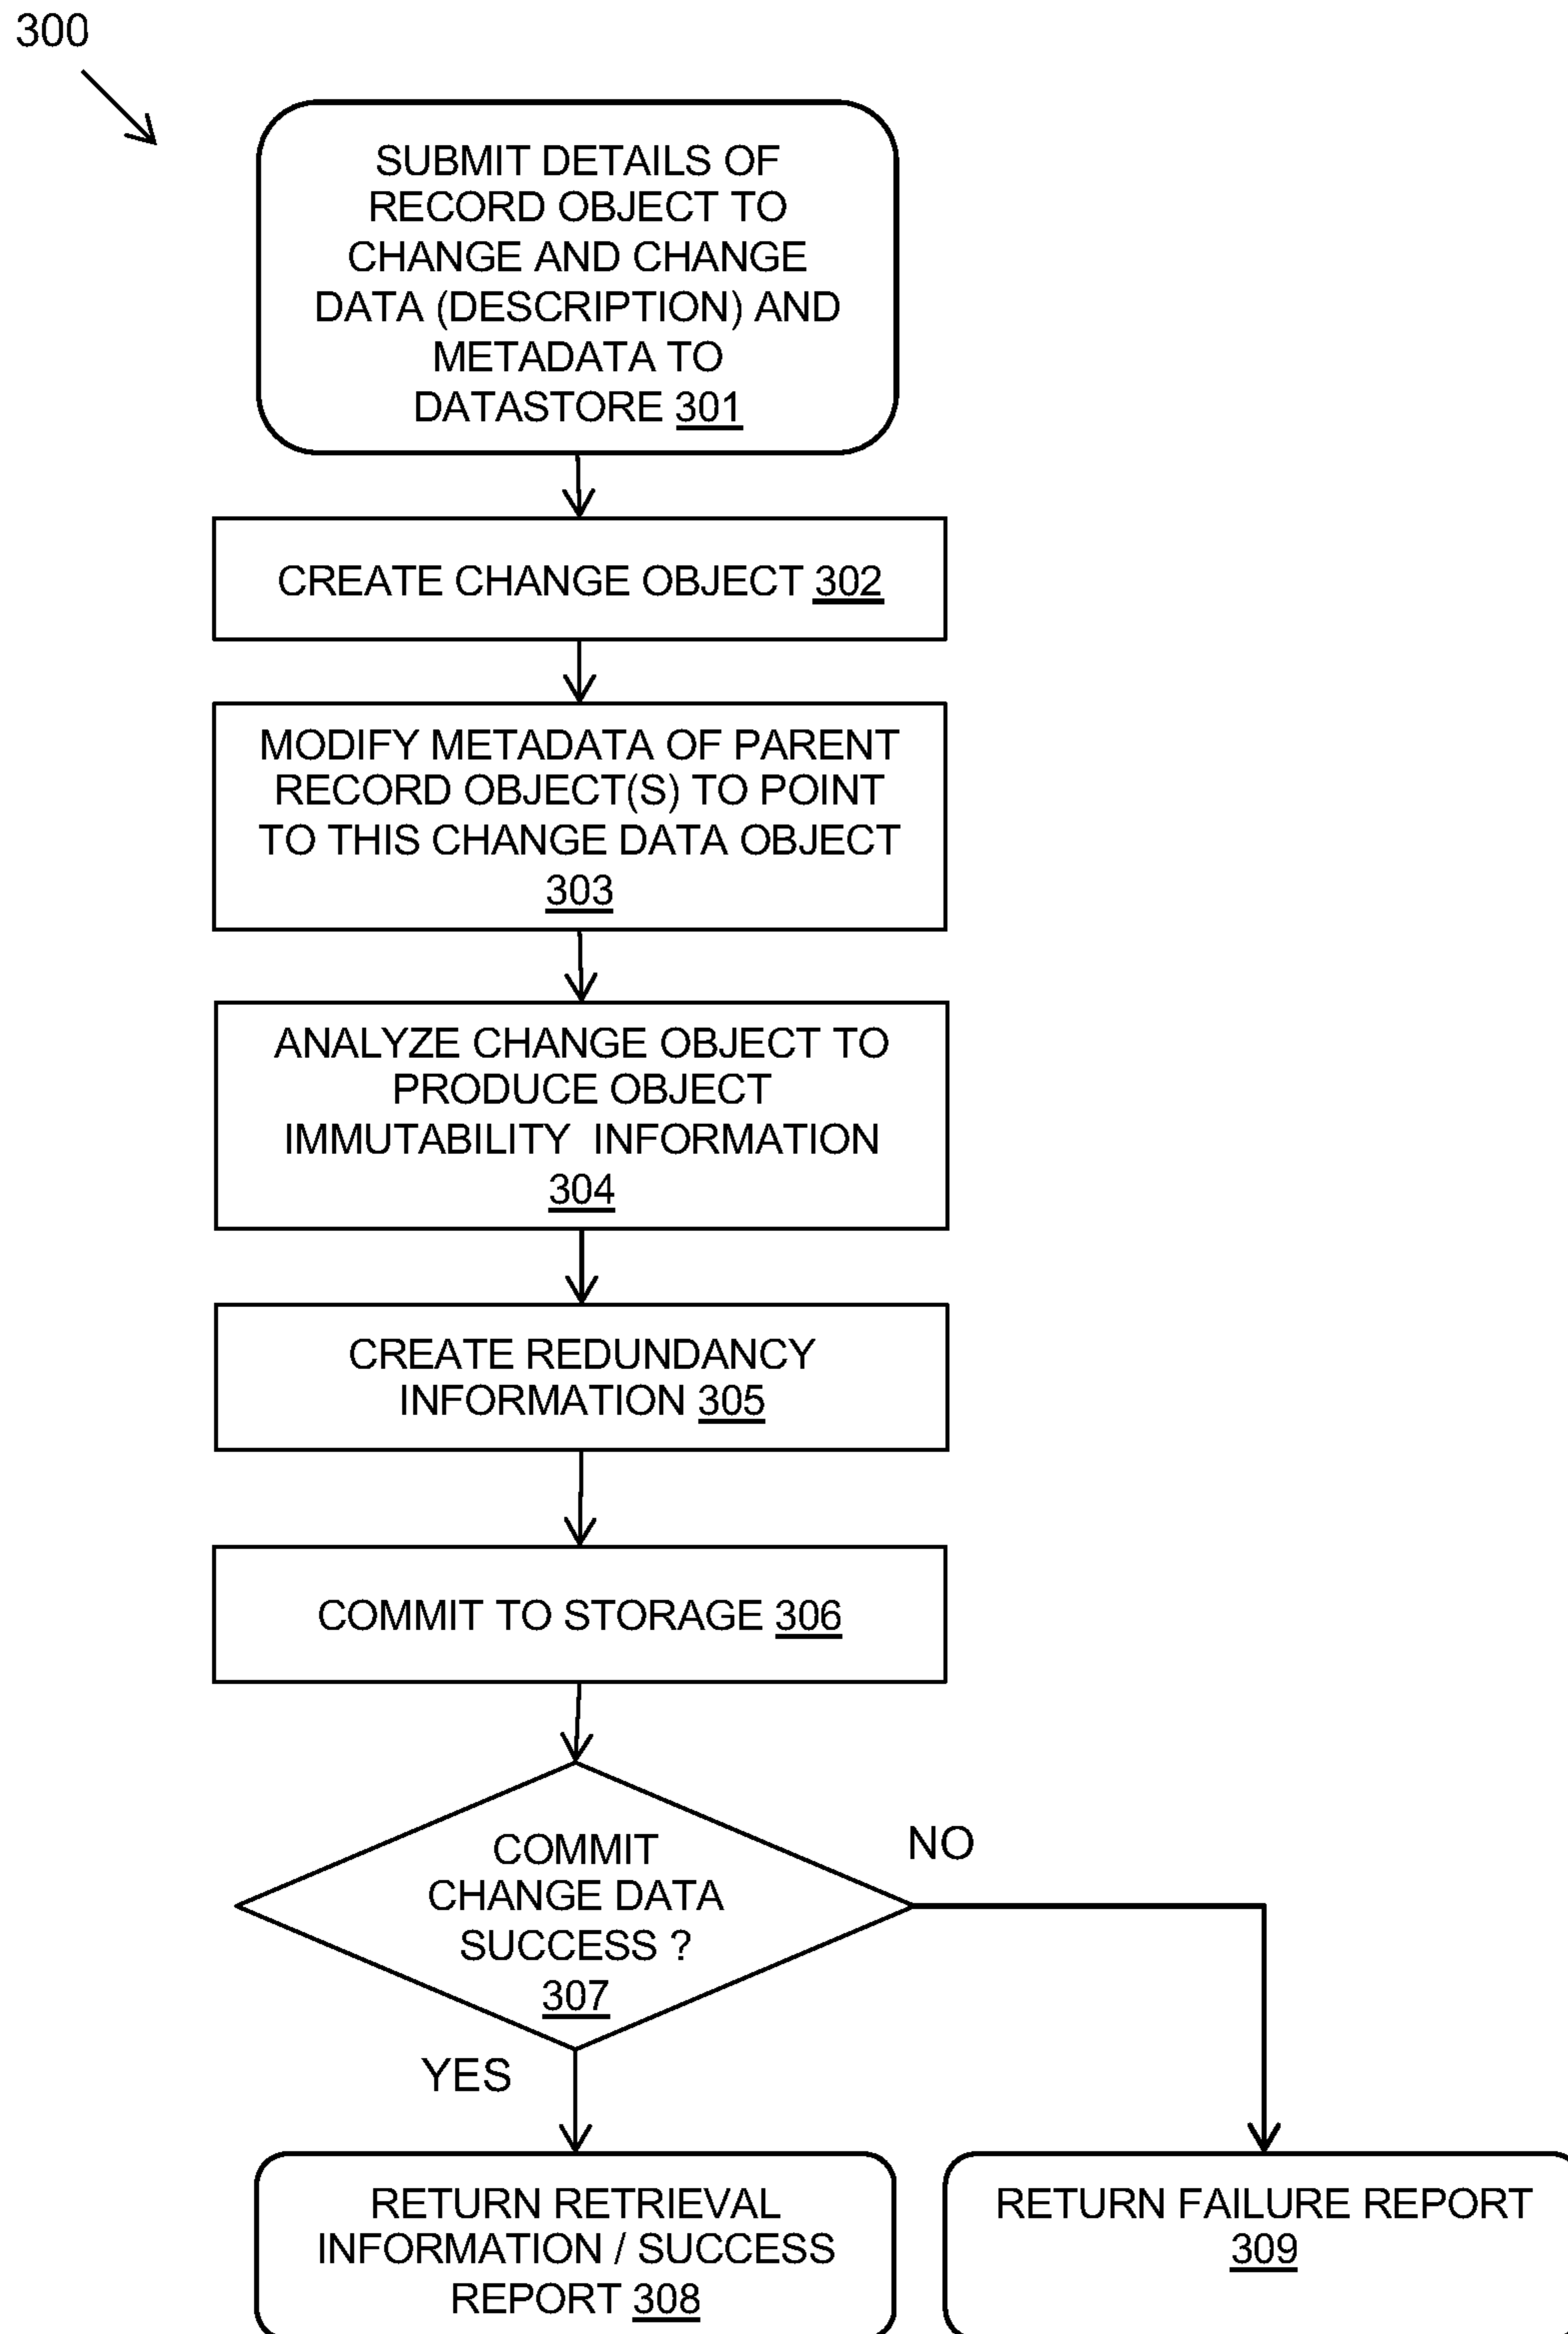 300
SUBMIT DETAILS OF
RECORD OBJECT TO
CHANGE AND CHANGE
DATA (DESCRIPTION) AND
METADATA TO
DATASTORE 301
CREATE CHANGE OBJECT 302
MODIFY METADATA OF PARENT
RECORD OBJECT(S) TO POINT
TO THIS CHANGE DATA OBJECT
303
ANALYZE CHANGE OBJECT TO
PRODUCE OBJECT
IMMUTABILITY INFORMATION
304
CREATE REDUNDANCY
INFORMATION 305
COMMIT TO STORAGE 306
COMMIT
CHANGE DATA
SUCCESS ?
307
NO
YES
RETURN RETRIEVAL
INFORMATION / SUCCESS
REPORT 308
RETURN FAILURE REPORT
309